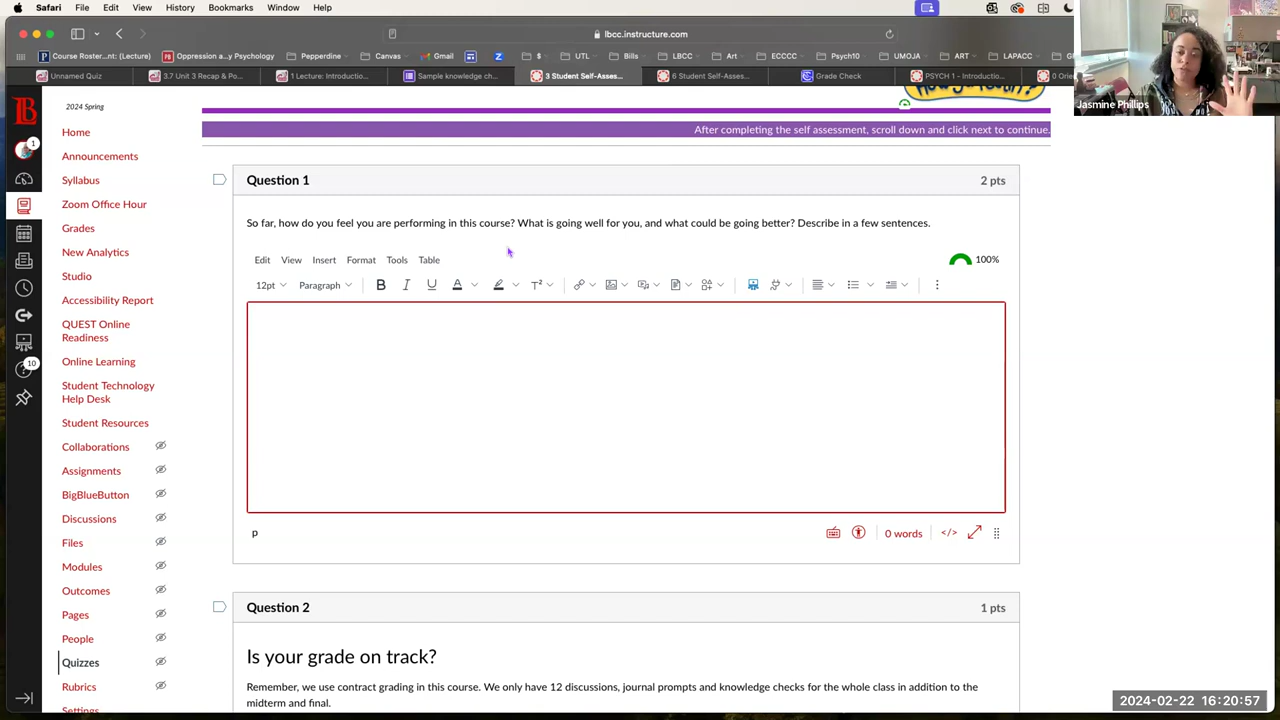 Safari File Edit View History Bookmarks Window Help
lbcc.instructure.com
Course Roster...nt: (Lecture) Oppression a...y Psychology Pepperdine Canvas Gmail $ UTL Bills LBCC Art ECCCC Psych10 UMOJA ART LAPACC
Unnamed Quiz 3.7 Unit 3 Recap & Po... 1 Lecture: Introductio... Sample knowledge ch... 3 Student Self-Asses... 6 Student Self-Assess... Grade Check PSYCH 1 - Introductio...
Jasmine Phillips
2024 Spring
After completing the self assessment, scroll down and click next to continue.
Home
Announcements
Syllabus
Zoom Office Hour
Grades
New Analytics
Studio
Accessibility Report
QUEST Online
Readiness
Online Learning
Student Technology
Help Desk
Student Resources
Collaborations
Assignments
BigBlueButton
Discussions
Files
Modules
Outcomes
Pages
People
Quizzes
Rubrics
Settings
1
10
Question 1 2 pts
So far, how do you feel you are performing in this course? What is going well for you, and what could be going better? Describe in a few sentences.
Edit View Insert Format Tools Table 100%
12pt Paragraph B I U A T²
p 0 words </>
Question 2 1 pts
Is your grade on track?
Remember, we use contract grading in this course. We only have 12 discussions, journal prompts and knowledge checks for the whole class in addition to the
midterm and final.
2024-02-22 16:20:57